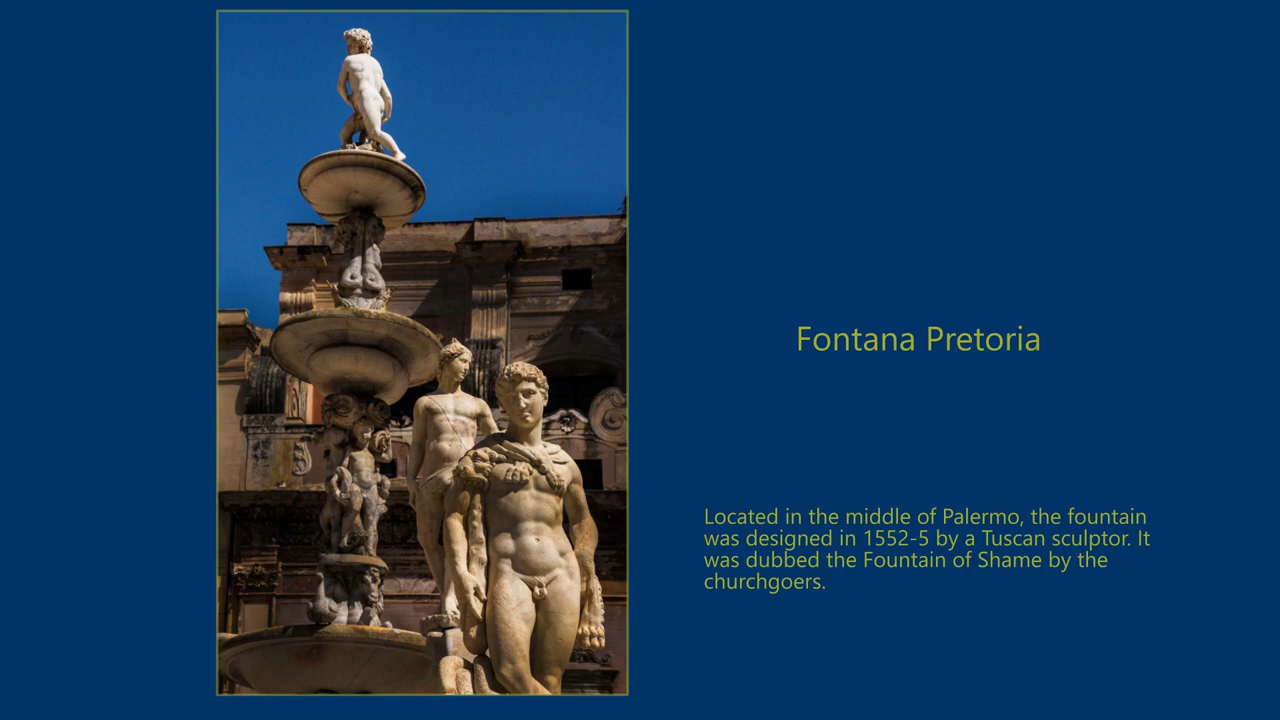 Fontana Pretoria
Located in the middle of Palermo, the fountain
was designed in 1552-5 by a Tuscan sculptor. It
was dubbed the Fountain of Shame by the
churchgoers.